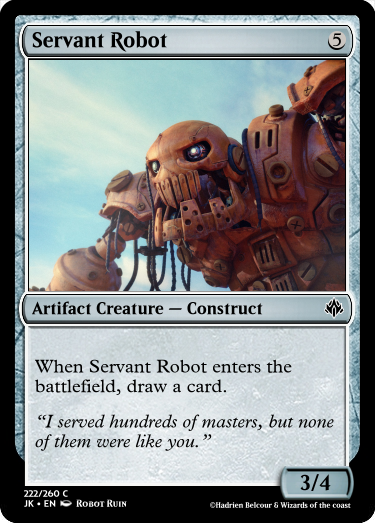 Servant Robot 5
Artifact Creature — Construct
When Servant Robot enters the
battlefield, draw a card.
“I served hundreds of masters, but none
of them were like you.”
3/4
222/260 C
JK • EN Robot Ruin
©Hadrien Belcour & Wizards of the coast